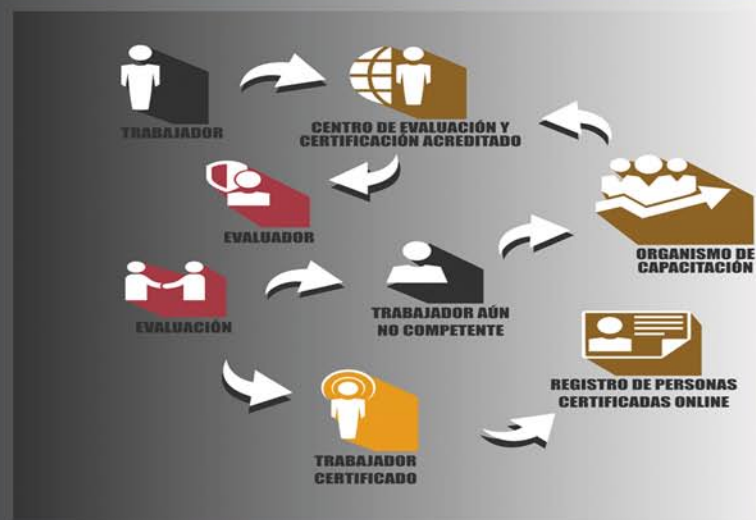 TRABAJADOR
CENTRO DE EVALUACIÓN Y
CERTIFICACIÓN ACREDITADO
EVALUADOR
ORGANISMO DE
CAPACITACIÓN
EVALUACIÓN
TRABAJADOR AÚN
NO COMPETENTE
REGISTRO DE PERSONAS
CERTIFICADAS ONLINE
TRABAJADOR
CERTIFICADO